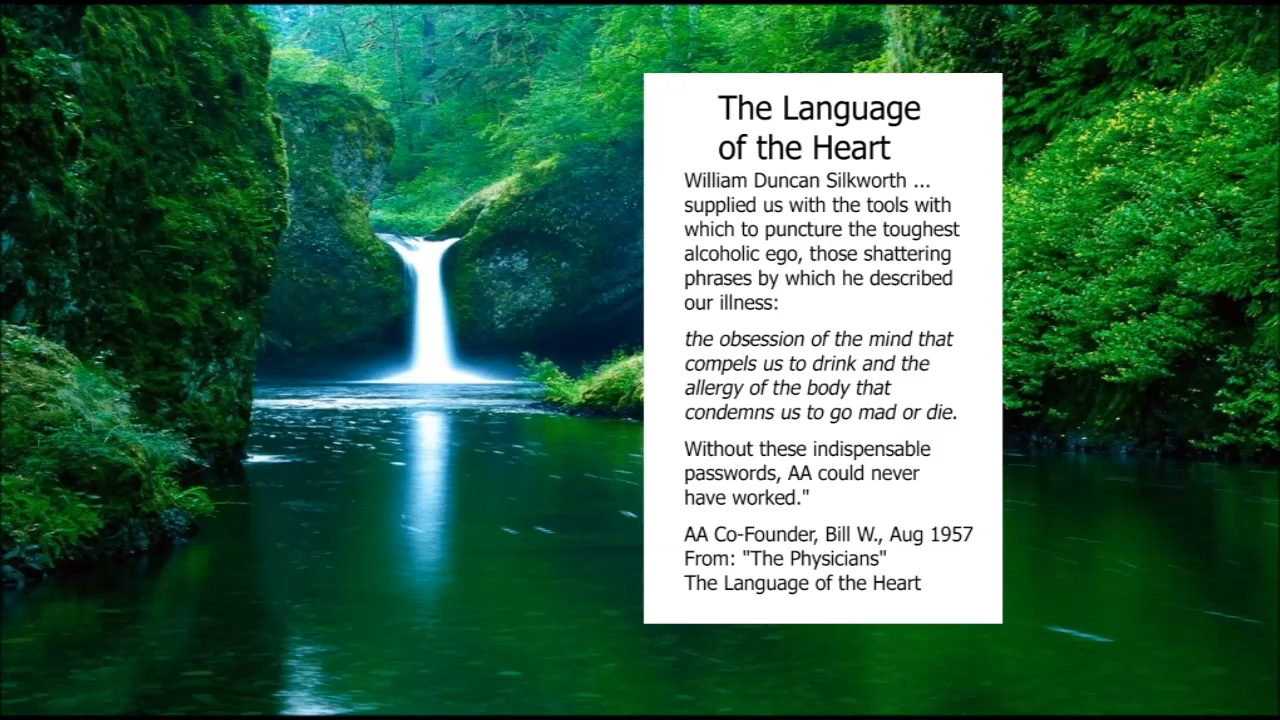 The Language
of the Heart
William Duncan Silkworth ...
supplied us with the tools with
which to puncture the toughest
alcoholic ego, those shattering
phrases by which he described
our illness:
the obsession of the mind that
compels us to drink and the
allergy of the body that
condemns us to go mad or die.
Without these indispensable
passwords, AA could never
have worked."
AA Co-Founder, Bill W., Aug 1957
From: "The Physicians"
The Language of the Heart